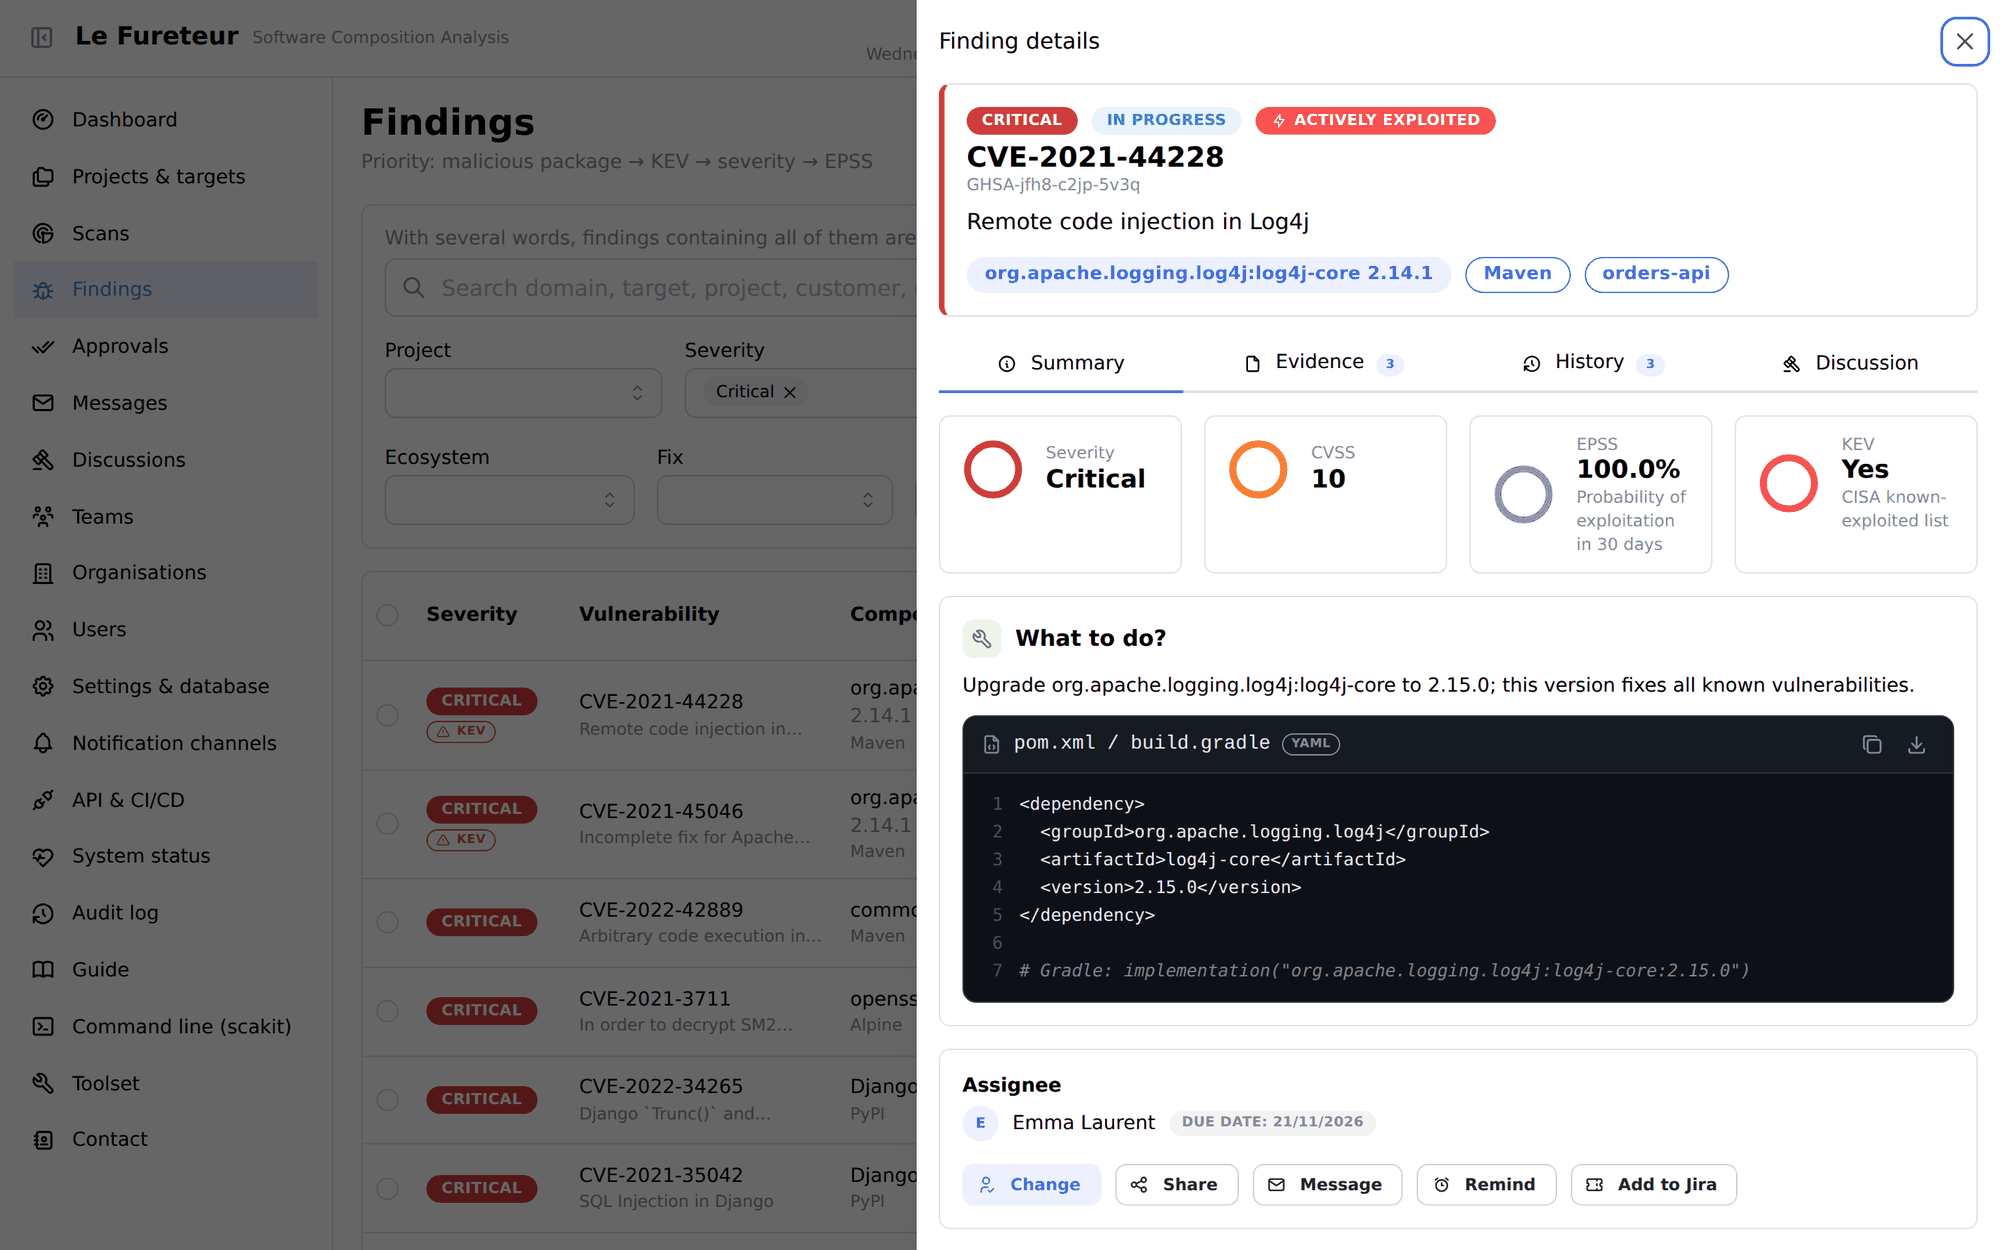 Le Fureteur Software Composition Analysis
Dashboard
Projects & targets
Scans
Findings
Approvals
Messages
Discussions
Teams
Organisations
Users
Settings & database
Notification channels
API & CI/CD
System status
Audit log
Guide
Command line (scakit)
Toolset
Contact
Findings
Priority: malicious package → KEV → severity → EPSS
With several words, findings containing all of them are
Search domain, target, project, customer,
Project Severity
Critical
Ecosystem Fix
Severity Vulnerability
CRITICAL CVE-2021-44228
KEV Remote code injection in...
2.14.1
Maven
CRITICAL CVE-2021-45046
KEV Incomplete fix for Apache...
2.14.1
Maven
CRITICAL CVE-2022-42889
Arbitrary code execution in... Maven
CRITICAL CVE-2021-3711
In order to decrypt SM2... Alpine
CRITICAL CVE-2022-34265 Django
Django `Trunc()` and... PyPI
CRITICAL CVE-2021-35042 Django
SQL Injection in Django PyPI
Finding details
CRITICAL IN PROGRESS ACTIVELY EXPLOITED
CVE-2021-44228
GHSA-jfh8-c2jp-5v3q
Remote code injection in Log4j
org.apache.logging.log4j:log4j-core 2.14.1 Maven orders-api
Summary Evidence 3 History 3 Discussion
Severity
Critical
CVSS
10
EPSS
100.0%
Probability of
exploitation
in 30 days
KEV
Yes
CISA known-
exploited list
What to do?
Upgrade org.apache.logging.log4j:log4j-core to 2.15.0; this version fixes all known vulnerabilities.
pom.xml / build.gradle YAML
1 <dependency>
2 <groupId>org.apache.logging.log4j</groupId>
3 <artifactId>log4j-core</artifactId>
4 <version>2.15.0</version>
5 </dependency>
6
7 # Gradle: implementation("org.apache.logging.log4j:log4j-core:2.15.0")
Assignee
E Emma Laurent DUE DATE: 21/11/2026
Change Share Message Remind Add to Jira